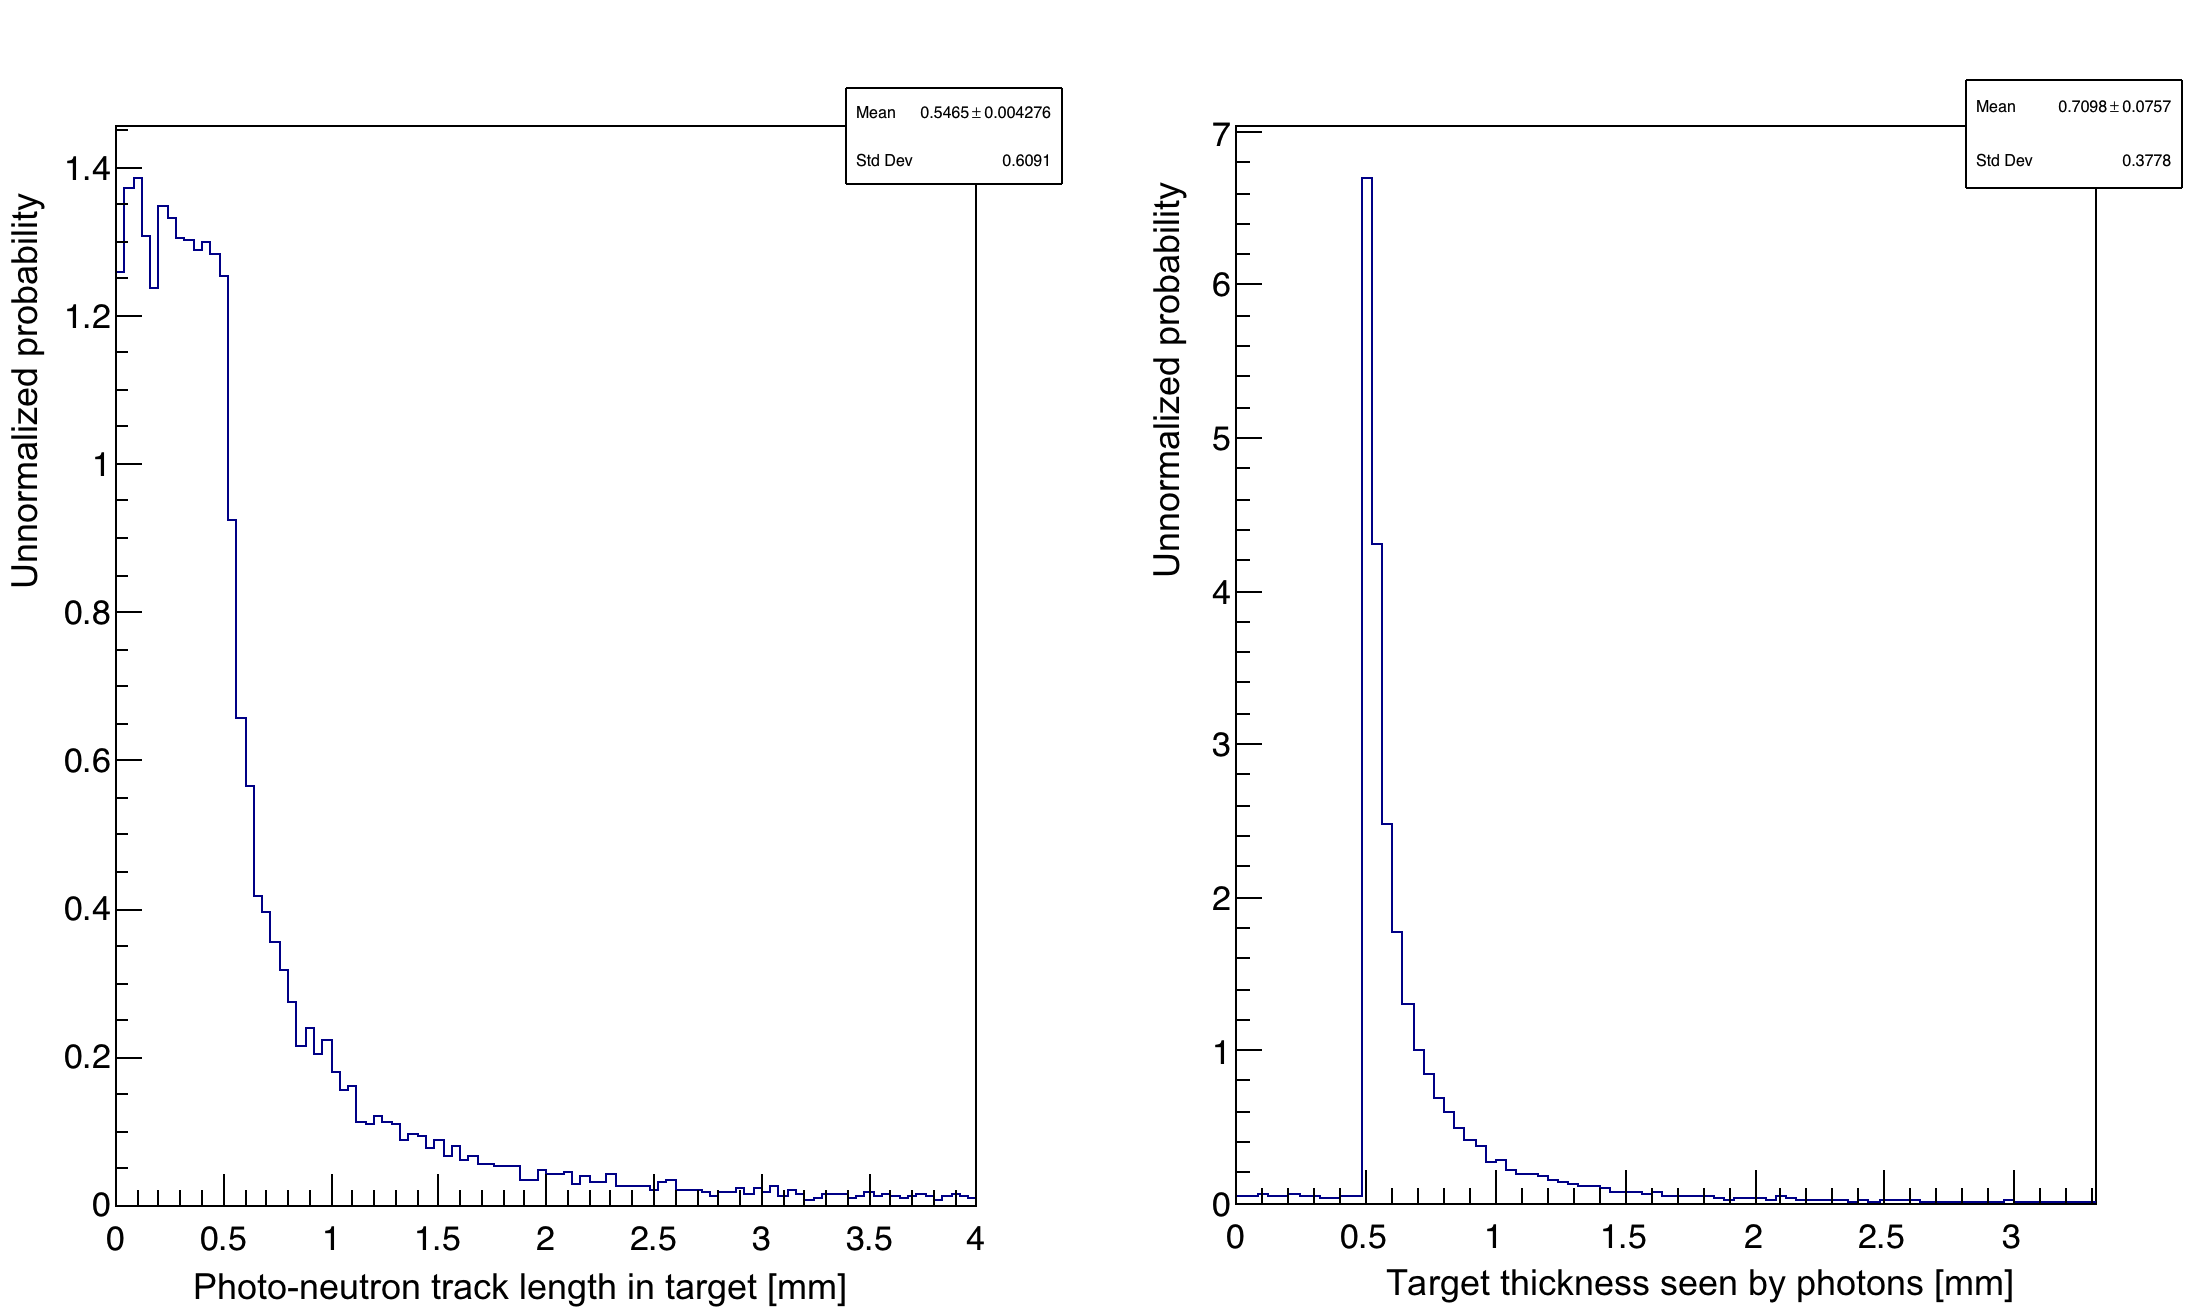 Mean 0.5465±0.004276
Std Dev 0.6091
Unnormalized probability
1.4
1.2
1
0.8
0.6
0.4
0.2
0
0 0.5 1 1.5 2 2.5 3 3.5 4
Photo-neutron track length in target [mm]
Mean 0.7098±0.0757
Std Dev 0.3778
Unnormalized probability
7
6
5
4
3
2
1
0
0 0.5 1 1.5 2 2.5 3
Target thickness seen by photons [mm]